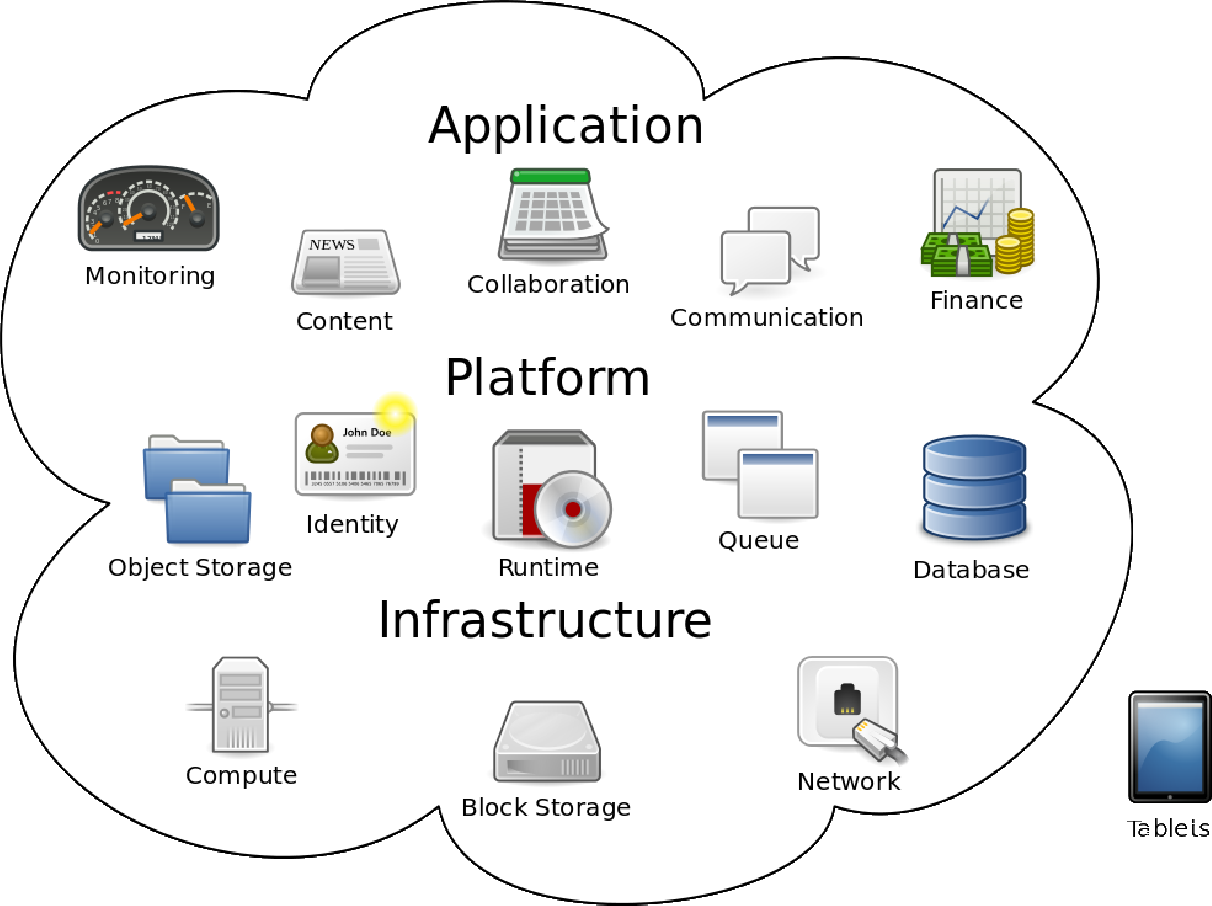 Application
Monitoring
NEWS
Content
Collaboration
Communication
Finance
Platform
John Doe
Object Storage
Identity
Runtime
Queue
Database
Infrastructure
Compute
Block Storage
Network
Tablets